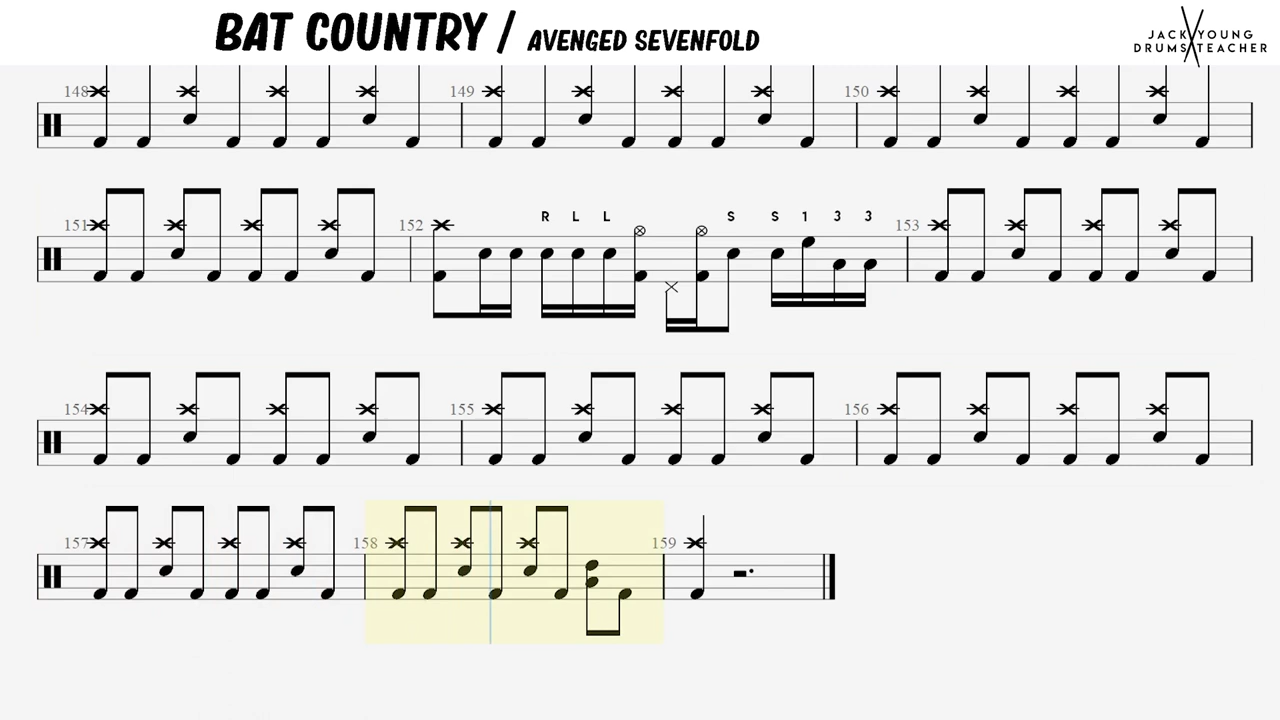 BAT COUNTRY / AVENGED SEVENFOLD
JACK YOUNG
DRUMS TEACHER
148 149 150
R L L S S 1 3 3
151 152 153
154 155 156
157 158 159